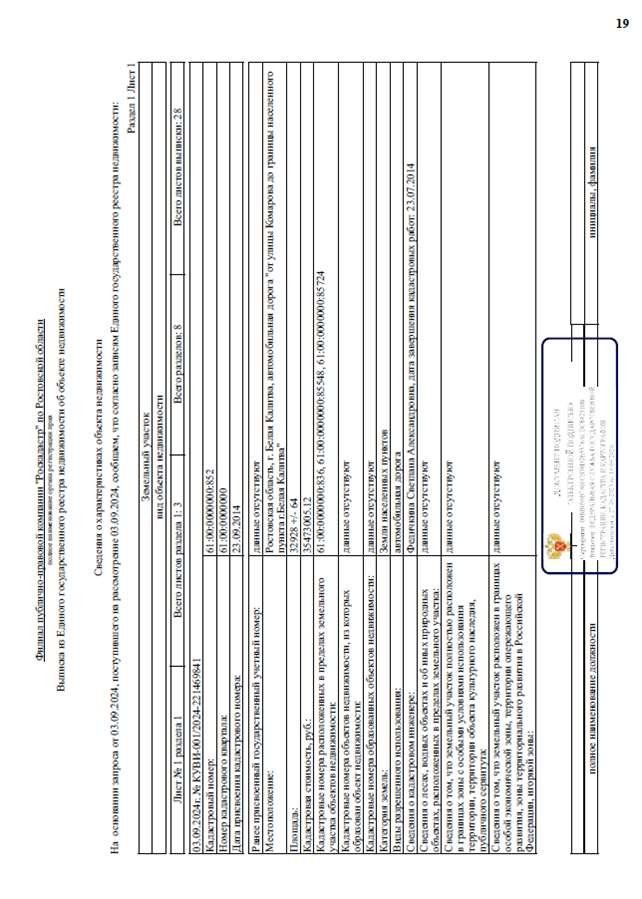 19
Филиал публично-правовой компании "Роскадастр" по Ростовской области
полное наименование органа регистрации прав
Выписка из Единого государственного реестра недвижимости об объекте недвижимости
Сведения о характеристиках объекта недвижимости
На основании запроса от 03.09.2024, поступившего на рассмотрение 03.09.2024, сообщаем, что согласно записям Единого государственного реестра недвижимости:
Раздел 1 Лист 1
Земельный участок
вид объекта недвижимости
Лист № 1 раздела 1 Всего листов раздела 1: 3 Всего разделов: 8 Всего листов выписки: 28
03.09.2024г. № КУВИ-001/2024-221469841
Кадастровый номер: 61:00:0000000:852
Номер кадастрового квартала: 61:00:0000000
Дата присвоения кадастрового номера: 23.09.2014
Ранее присвоенный государственный учетный номер: данные отсутствуют
Местоположение: Ростовская область, г. Белая Калитва, автомобильная дорога "от улицы Комарова до границы населенного
пункта г.Белая Калитва"
Площадь: 32928 +/- 64
Кадастровая стоимость, руб.: 35473005.12
Кадастровые номера расположенных в пределах земельного 61:00:0000000:836, 61:00:0000000:85548, 61:00:0000000:85724
участка объектов недвижимости:
Кадастровые номера объектов недвижимости, из которых данные отсутствуют
образован объект недвижимости:
Кадастровые номера образованных объектов недвижимости: данные отсутствуют
Категория земель: Земли населенных пунктов
Виды разрешенного использования: автомобильная дорога
Сведения о кадастровом инженере: Федячкина Светлана Александровна, дата завершения кадастровых работ: 23.07.2014
Сведения о лесах, водных объектах и об иных природных данные отсутствуют
объектах, расположенных в пределах земельного участка:
Сведения о том, что земельный участок полностью расположен данные отсутствуют
в границах зоны с особыми условиями использования
территории, территории объекта культурного наследия,
публичного сервитута:
Сведения о том, что земельный участок расположен в границах данные отсутствуют
особой экономической зоны, территории опережающего
развития, зоны территориального развития в Российской
Федерации, игорной зоны:
ДОКУМЕНТ ПОДПИСАН
ЭЛЕКТРОННОЙ ПОДПИСЬЮ
полное наименование должности инициалы, фамилия